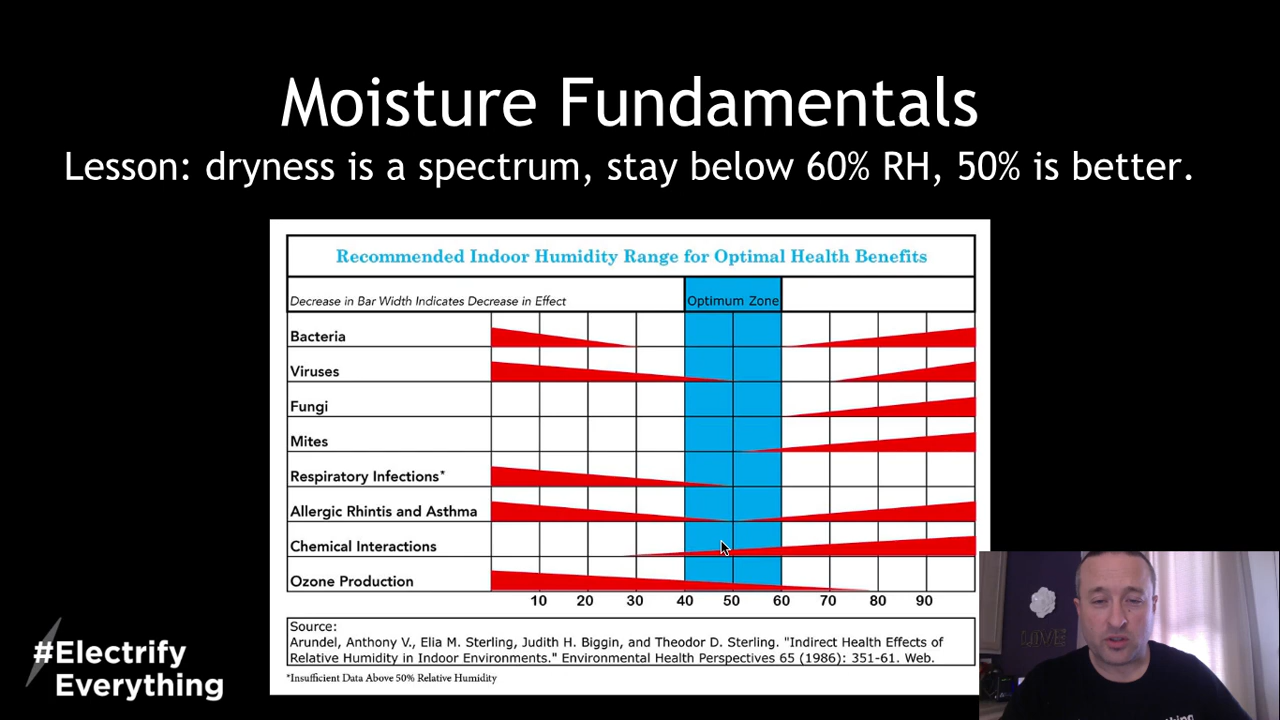 Moisture Fundamentals
Lesson: dryness is a spectrum, stay below 60% RH, 50% is better.
Recommended Indoor Humidity Range for Optimal Health Benefits
Decrease in Bar Width Indicates Decrease in Effect
Optimum Zone
Bacteria
Viruses
Fungi
Mites
Respiratory Infections*
Allergic Rhintis and Asthma
Chemical Interactions
Ozone Production
10 20 30 40 50 60 70 80 90
Source:
Arundel, Anthony V., Elia M. Sterling, Judith H. Biggin, and Theodor D. Sterling. "Indirect Health Effects of
Relative Humidity in Indoor Environments." Environmental Health Perspectives 65 (1986): 351-61. Web.
*Insufficient Data Above 50% Relative Humidity
#Electrify
Everything
LOVE